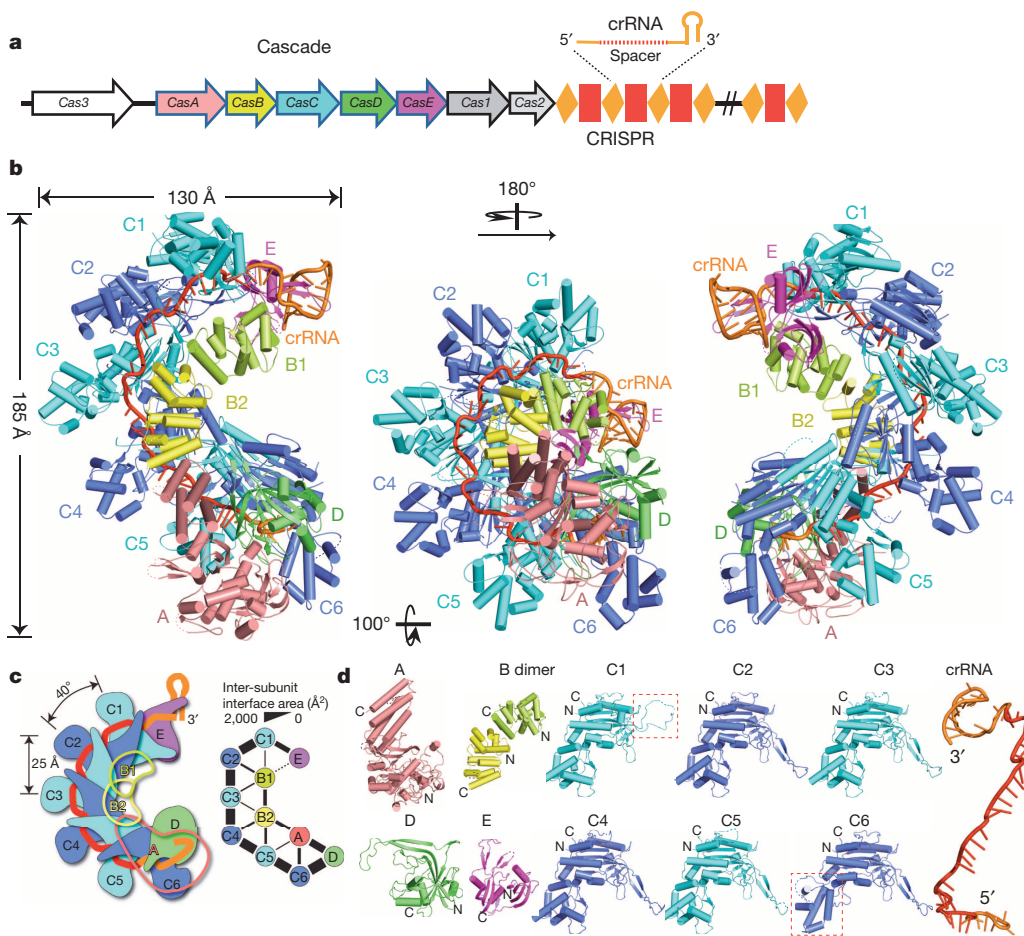 a
Cascade
5′ crRNA 3′
Spacer
Cas3 CasA CasB CasC CasD CasE Cas1 Cas2
CRISPR
b
130 Å
185 Å
C1
E
C2
crRNA
B1
C3
B2
C4
D
C5
A
C6
180°
C1
C2
C3
crRNA
E
D
C5
A
C6
C4
100°
C1
E
crRNA
C2
B1
C3
B2
C4
D
C5
C6
A
c
40°
25 Å
C1
C2
E
3′
B1
C3
B2
C4
D
A
C5
C6
Inter-subunit
interface area (Å²)
2,000 0
C1
C2 E
B1
C3
B2
C4 A
C5 D
C6
d
A B dimer C1 C2 C3 crRNA
C N
C N C N
C N
C N
C N
3′
D E C4 C5 C6
C N
C N
C N
C N
C N
5′